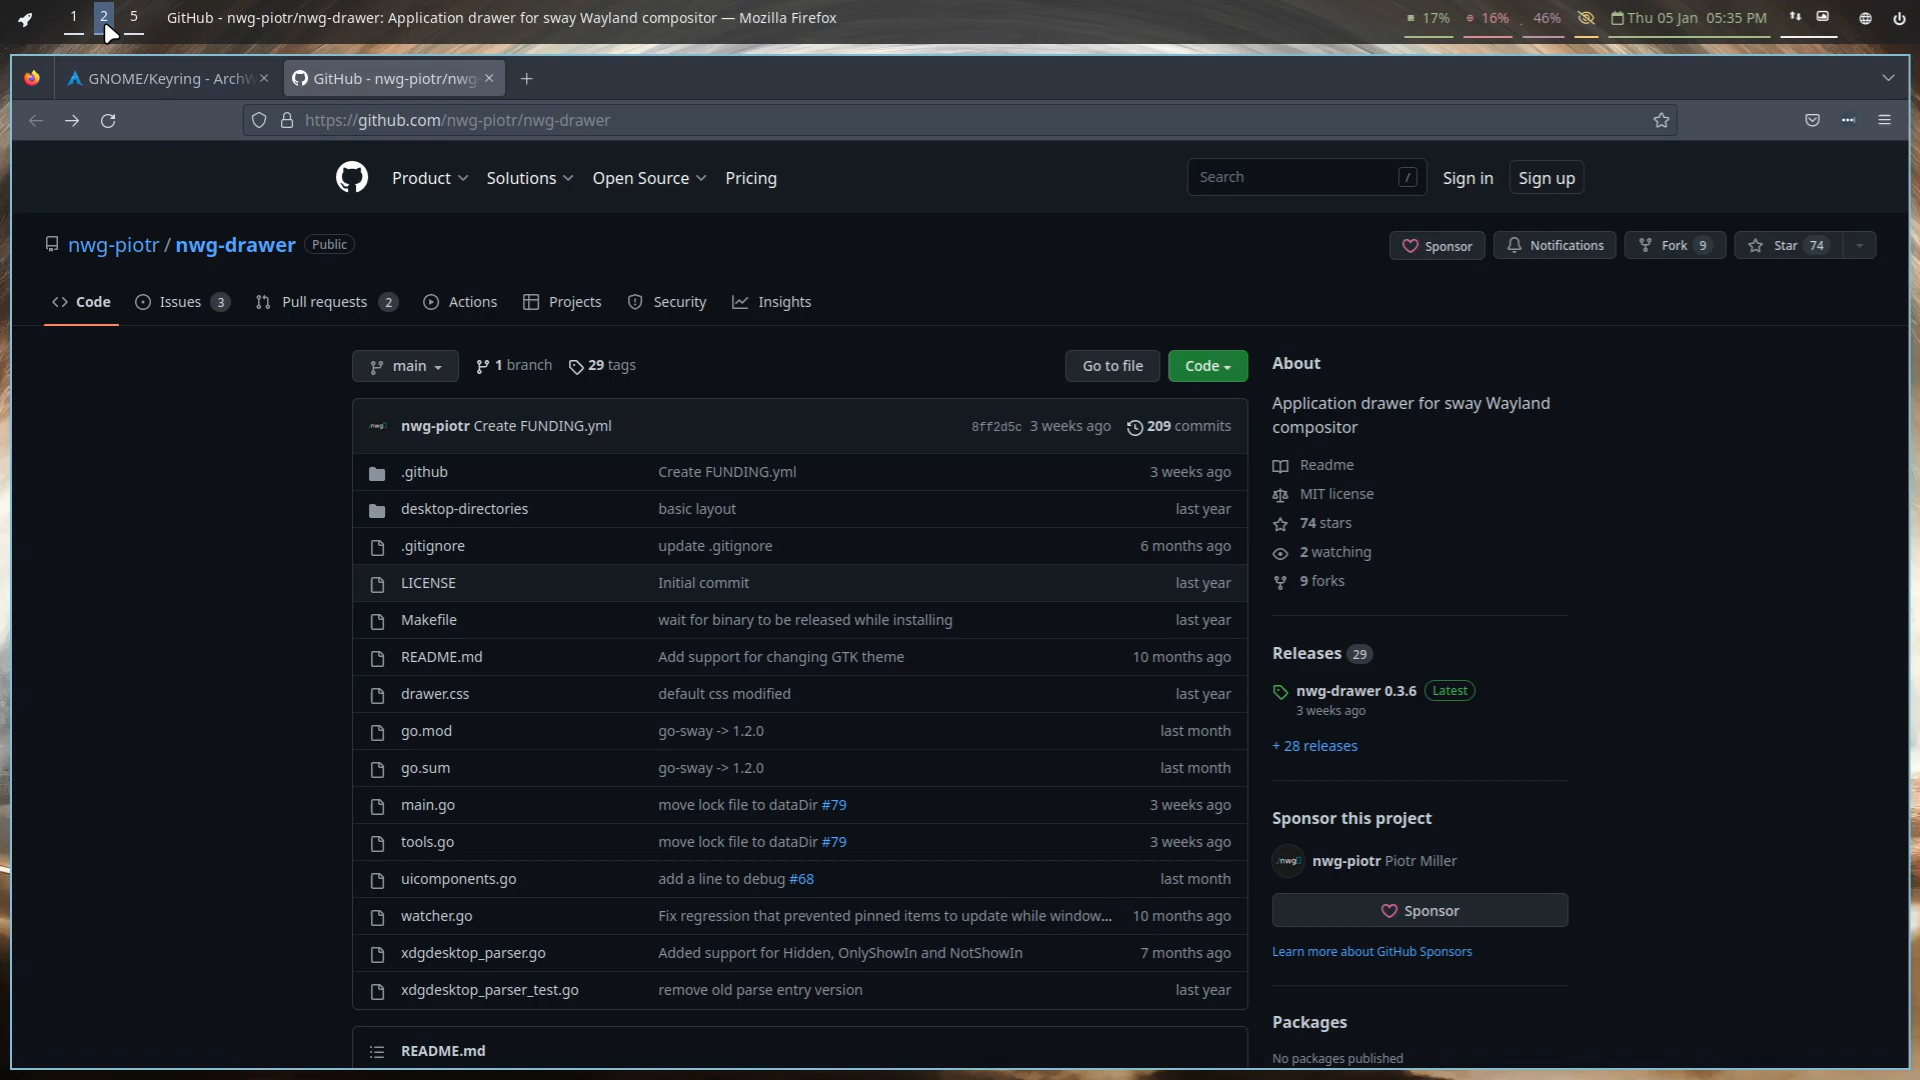 1 2 5 GitHub - nwg-piotr/nwg-drawer: Application drawer for sway Wayland compositor — Mozilla Firefox 17% 16% 46% Thu 05 Jan 05:35 PM
GNOME/Keyring - ArchW GitHub - nwg-piotr/nwg-
https://github.com/nwg-piotr/nwg-drawer
Product Solutions Open Source Pricing Search / Sign in Sign up
nwg-piotr / nwg-drawer Public Sponsor Notifications Fork 9 Star 74
Code Issues 3 Pull requests 2 Actions Projects Security Insights
main 1 branch 29 tags Go to file Code
nwg-piotr Create FUNDING.yml 8ff2d5c 3 weeks ago 209 commits
.github Create FUNDING.yml 3 weeks ago
desktop-directories basic layout last year
.gitignore update .gitignore 6 months ago
LICENSE Initial commit last year
Makefile wait for binary to be released while installing last year
README.md Add support for changing GTK theme 10 months ago
drawer.css default css modified last year
go.mod go-sway -> 1.2.0 last month
go.sum go-sway -> 1.2.0 last month
main.go move lock file to dataDir #79 3 weeks ago
tools.go move lock file to dataDir #79 3 weeks ago
uicomponents.go add a line to debug #68 last month
watcher.go Fix regression that prevented pinned items to update while window... 10 months ago
xdgdesktop_parser.go Added support for Hidden, OnlyShowIn and NotShowIn 7 months ago
xdgdesktop_parser_test.go remove old parse entry version last year
README.md
About
Application drawer for sway Wayland
compositor
Readme
MIT license
74 stars
2 watching
9 forks
Releases 29
nwg-drawer 0.3.6 Latest
3 weeks ago
+ 28 releases
Sponsor this project
nwg-piotr Piotr Miller
Sponsor
Learn more about GitHub Sponsors
Packages
No packages published